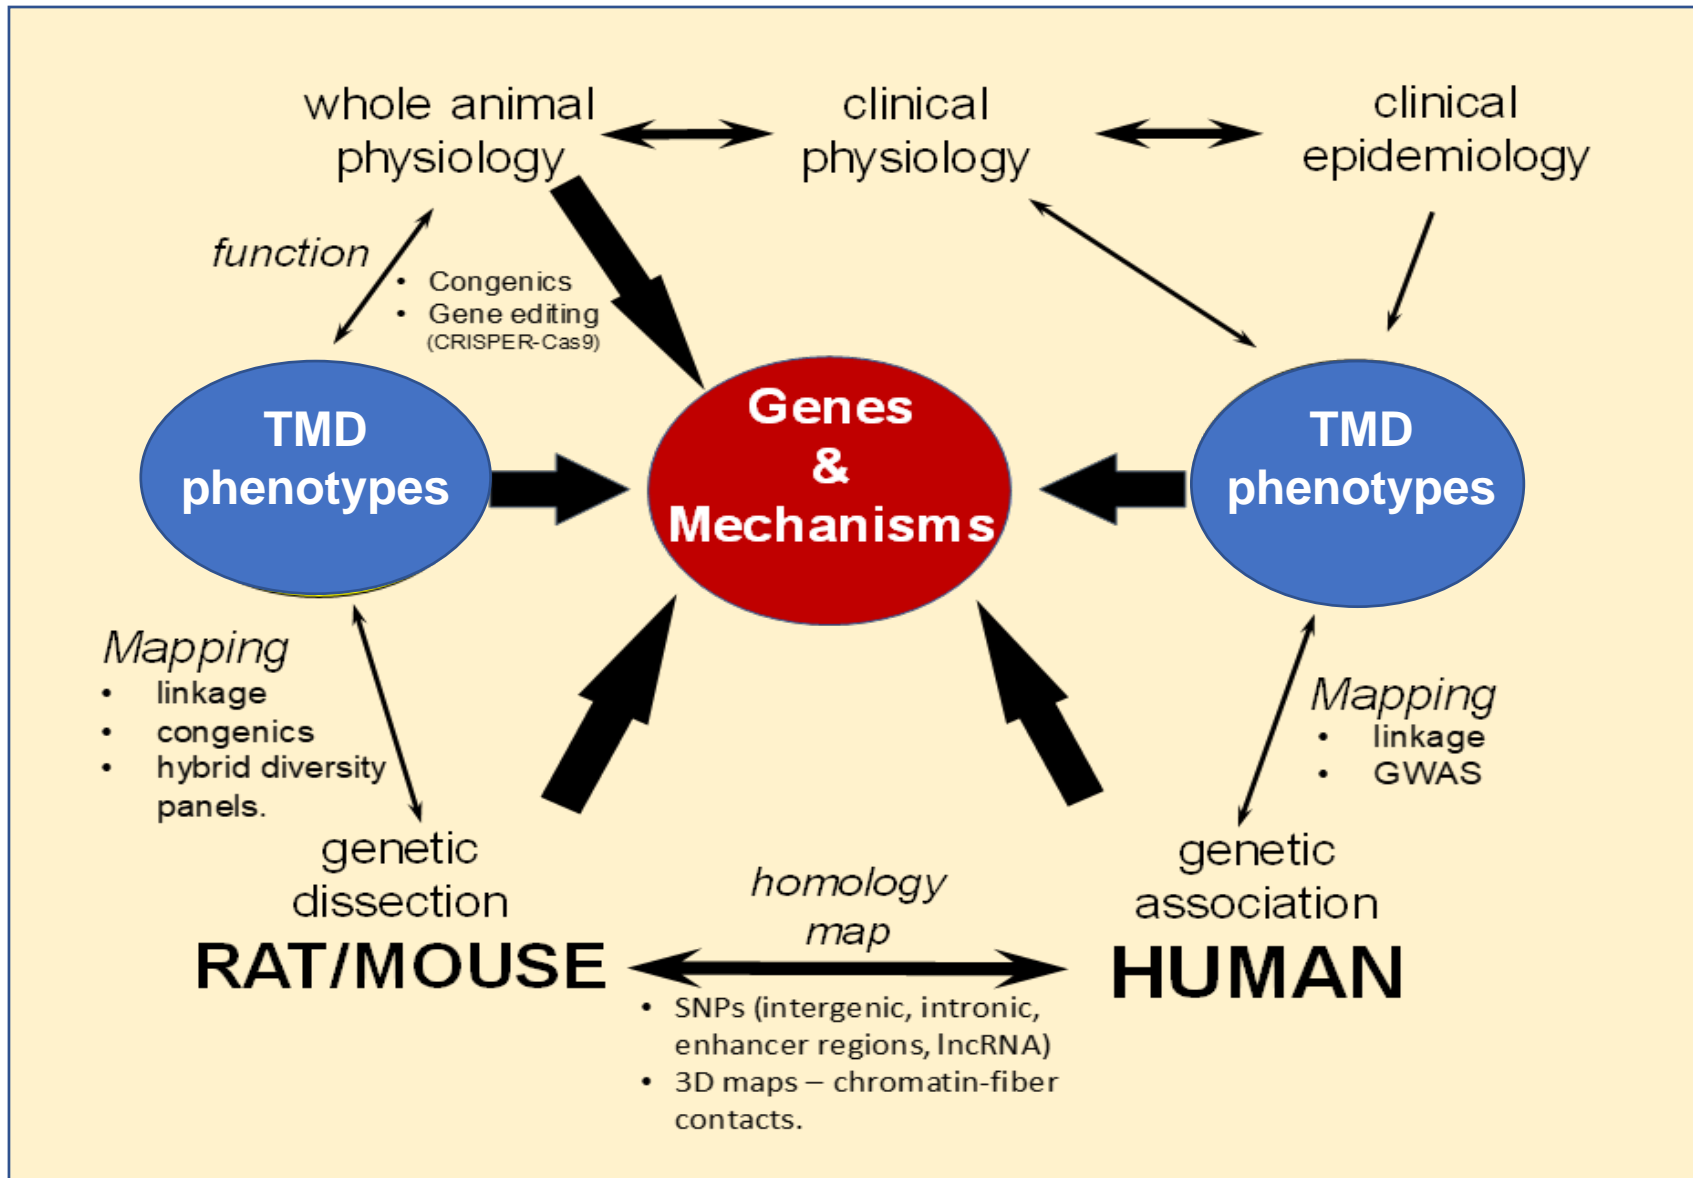 whole animal
physiology
clinical
physiology
clinical
epidemiology
function
• Congenics
• Gene editing
(CRISPER-Cas9)
TMD
phenotypes
Genes
&
Mechanisms
TMD
phenotypes
Mapping
• linkage
• congenics
• hybrid diversity
panels.
Mapping
• linkage
• GWAS
genetic
dissection
RAT/MOUSE
homology
map
genetic
association
HUMAN
• SNPs (intergenic, intronic,
enhancer regions, lncRNA)
• 3D maps – chromatin-fiber
contacts.